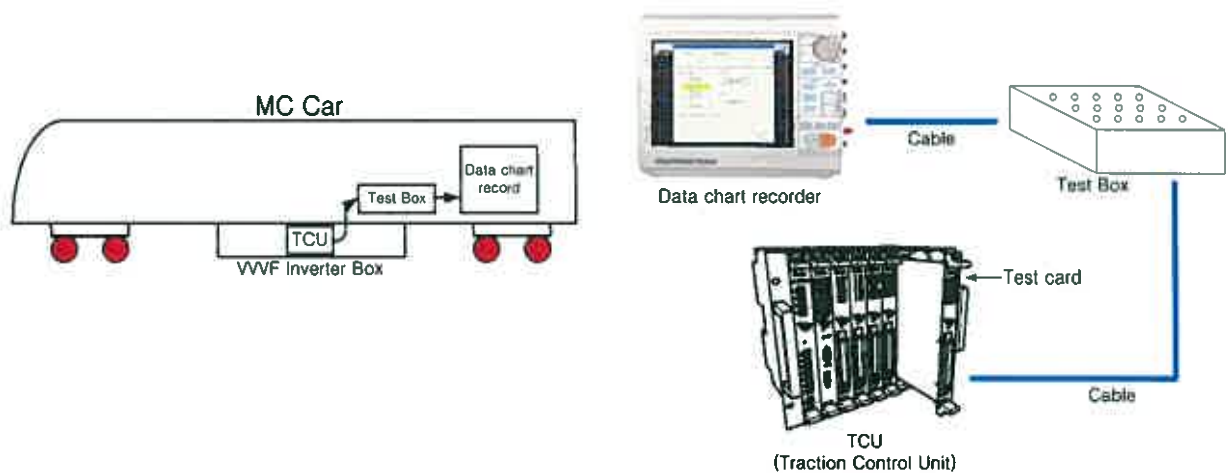 MC Car
Data chart
record
Test Box
TCU
VVVF Inverter Box
Cable
Test Box
Data chart recorder
Test card
Cable
TCU
(Traction Control Unit)